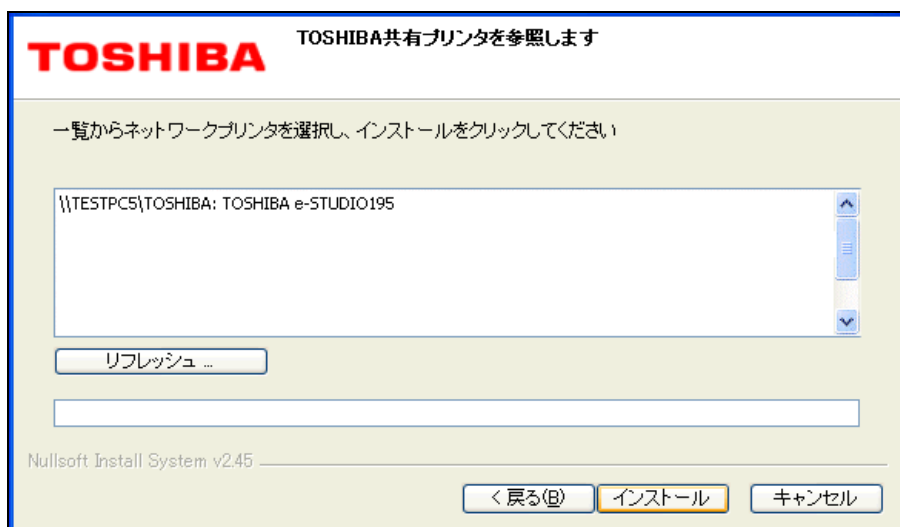 TOSHIBA
TOSHIBA共有プリンタを参照します
一覧からネットワークプリンタを選択し、インストールをクリックしてください
\\TESTPC5\TOSHIBA: TOSHIBA e-STUDIO195
リフレッシュ ...
Nullsoft Install System v2.45
< 戻る(B)
インストール
キャンセル